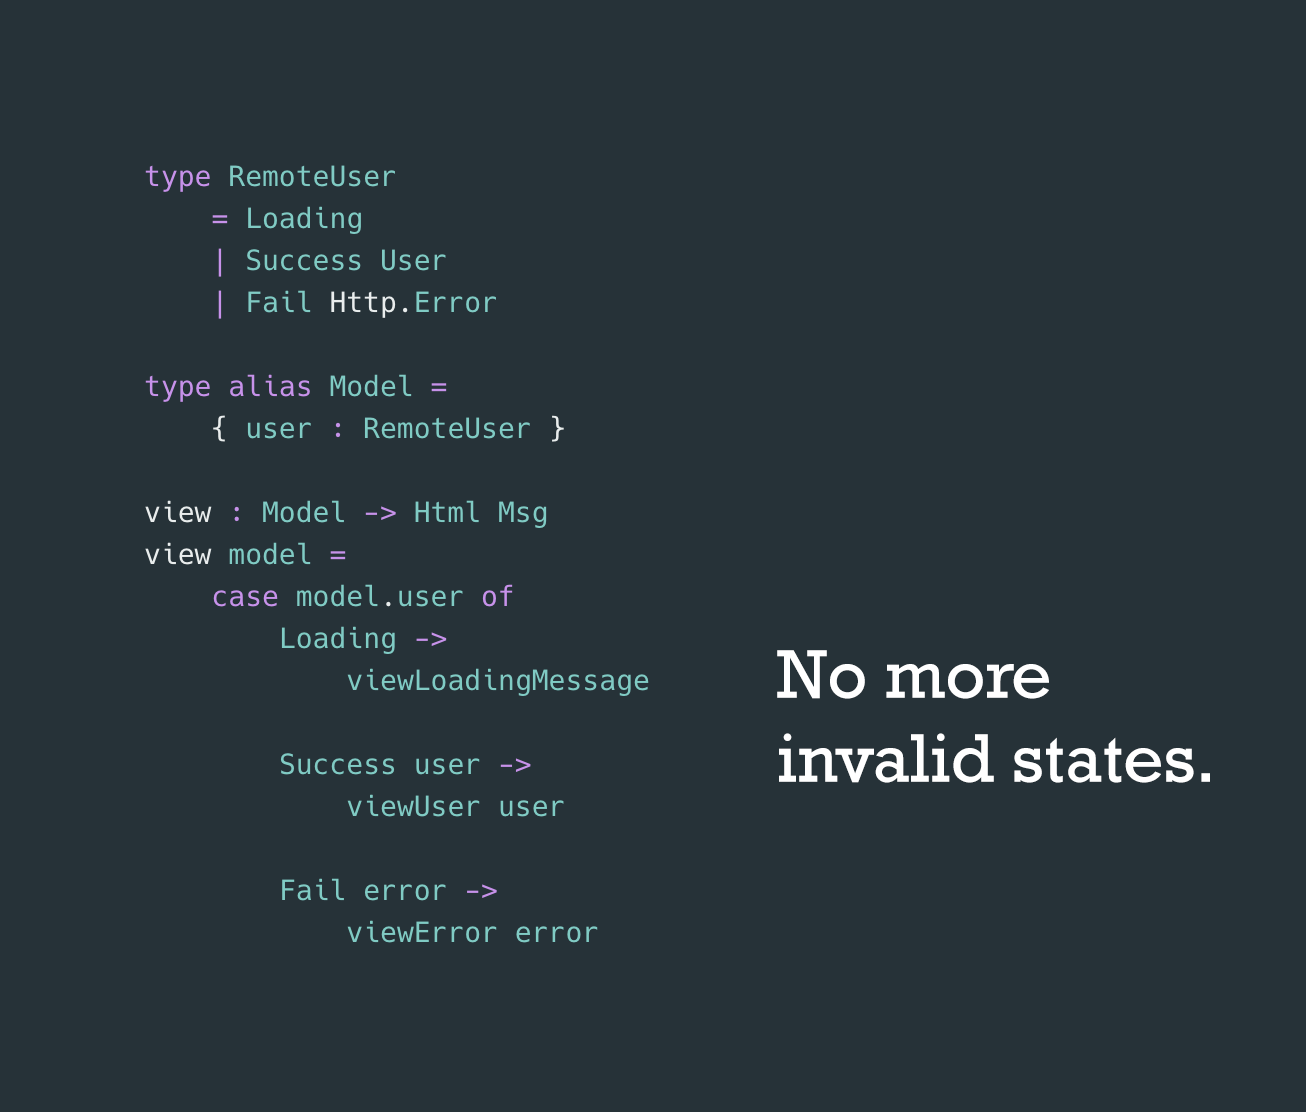 type RemoteUser
    = Loading
    | Success User
    | Fail Http.Error

type alias Model =
    { user : RemoteUser }

view : Model -> Html Msg
view model =
    case model.user of
        Loading ->
            viewLoadingMessage

        Success user ->
            viewUser user

        Fail error ->
            viewError error

No more
invalid states.